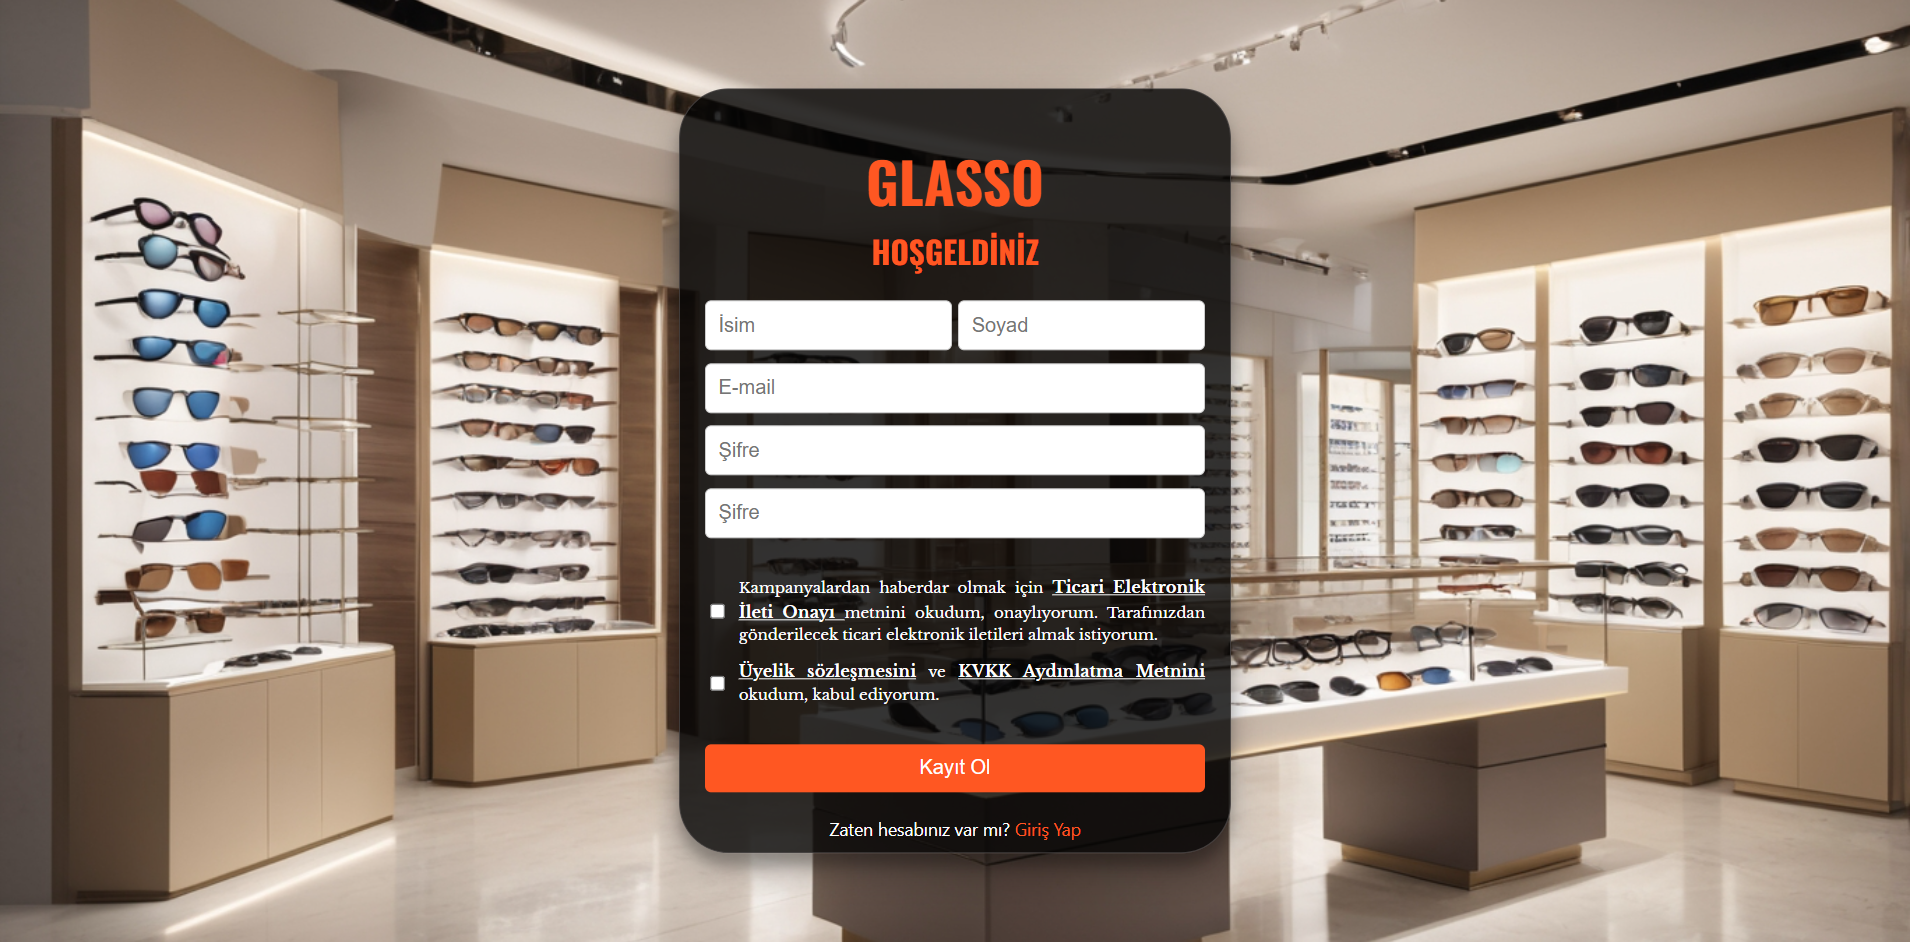 GLASSO
HOŞGELDİNİZ
İsim Soyad
E-mail
Şifre
Şifre
Kampanyalardan haberdar olmak için Ticari Elektronik
İleti Onayı metnini okudum, onaylıyorum. Tarafınızdan
gönderilecek ticari elektronik iletileri almak istiyorum.
Üyelik sözleşmesini ve KVKK Aydınlatma Metnini
okudum, kabul ediyorum.
Kayıt Ol
Zaten hesabınız var mı? Giriş Yap